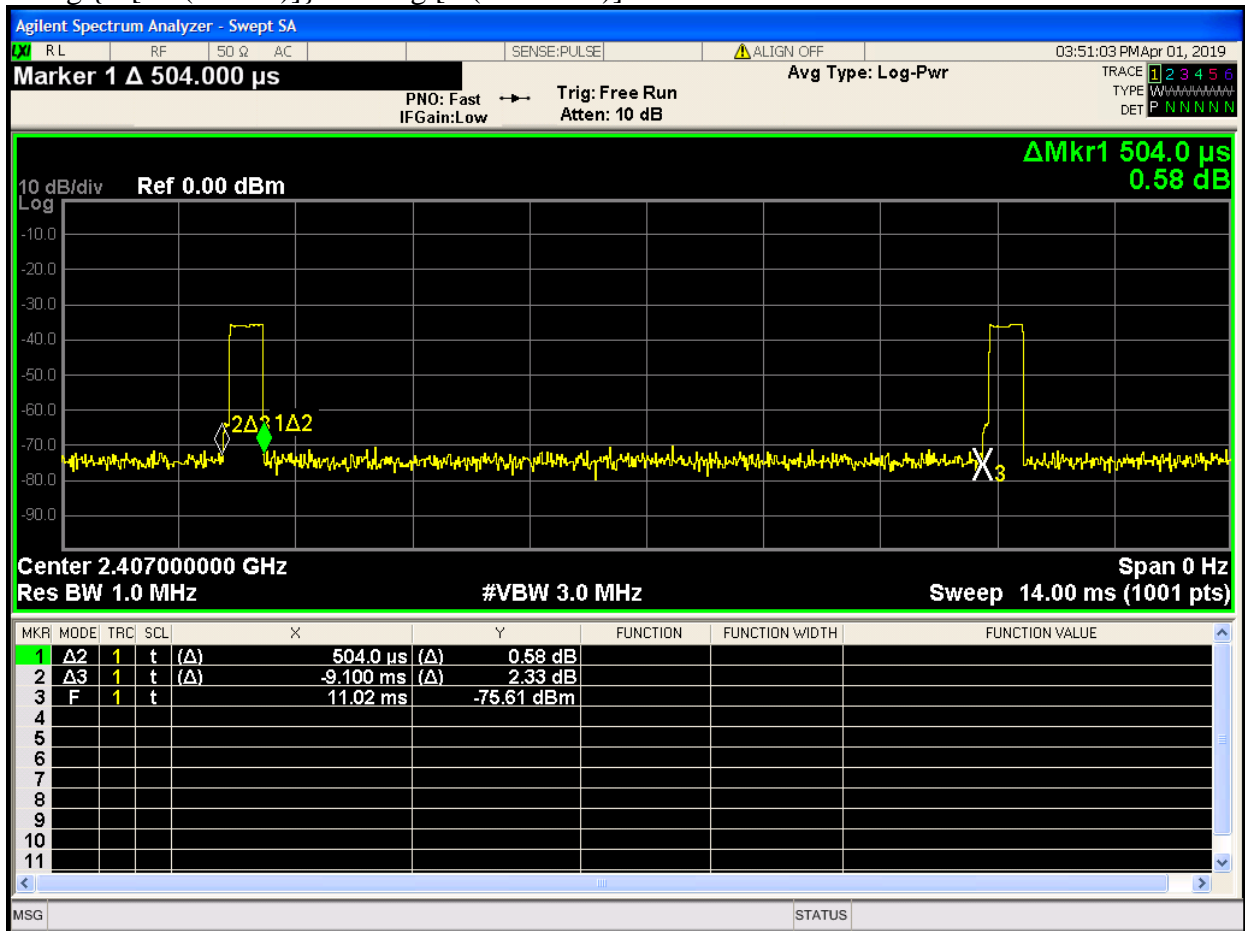 Agilent Spectrum Analyzer - Swept SA
LXI RL RF 50 Ω AC SENSE:PULSE ALIGN OFF 03:51:03 PM Apr 01, 2019
Marker 1 Δ 504.000 µs
PNO: Fast
IFGain:Low
Trig: Free Run
Atten: 10 dB
Avg Type: Log-Pwr
TRACE 1 2 3 4 5 6
TYPE W
DET P N N N N N
ΔMkr1 504.0 µs
0.58 dB
10 dB/div Ref 0.00 dBm
Log
-10.0
-20.0
-30.0
-40.0
-50.0
-60.0
-70.0
-80.0
-90.0
2Δ3 1Δ2
3
Center 2.407000000 GHz Span 0 Hz
Res BW 1.0 MHz #VBW 3.0 MHz Sweep 14.00 ms (1001 pts)
MKR MODE TRC SCL X Y FUNCTION FUNCTION WIDTH FUNCTION VALUE
1 Δ2 1 t (Δ) 504.0 µs (Δ) 0.58 dB
2 Δ3 1 t (Δ) -9.100 ms (Δ) 2.33 dB
3 F 1 t 11.02 ms -75.61 dBm
4
5
6
7
8
9
10
11
MSG STATUS